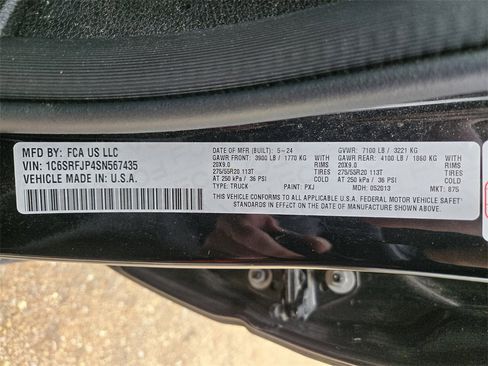 MFD BY: FCA US LLC
VIN: 1C6SRFJP4SN567435
VEHICLE MADE IN: U.S.A.
DATE OF MFR (BUILT): 5-24 GVWR: 7100 LB / 3221 KG
GAWR FRONT: 3900 LB / 1770 KG WITH GAWR REAR: 4100 LB / 1860 KG WITH
20X9.0 RIMS 20X9.0 RIMS
275/55R20 113T TIRES 275/55R20 113T TIRES
AT 250 kPa / 36 PSI COLD AT 250 kPa / 36 PSI COLD
TYPE: TRUCK PAINT: PXJ MDH: 052013 MKT: 875
THIS VEHICLE CONFORMS TO ALL APPLICABLE U.S.A. FEDERAL MOTOR VEHICLE SAFET
STANDARDS IN EFFECT ON THE DATE OF MANUFACTURE SHOWN ABOVE